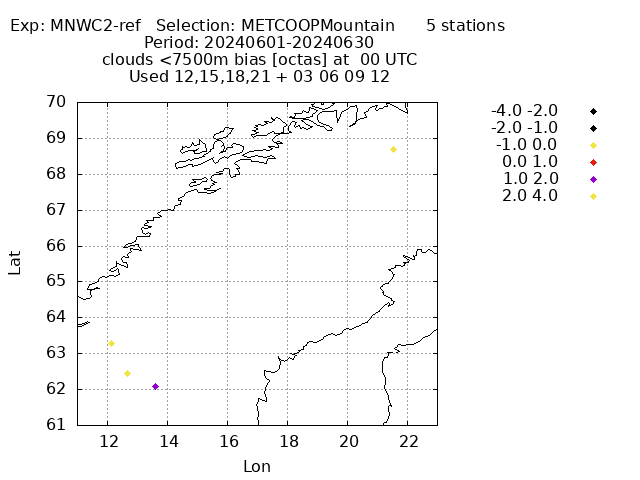 Exp: MNWC2-ref   Selection: METCOOPMountain      5 stations
Period: 20240601-20240630
clouds <7500m bias [octas] at  00 UTC
Used 12,15,18,21 + 03 06 09 12
-4.0 -2.0
-2.0 -1.0
-1.0 0.0
0.0 1.0
1.0 2.0
2.0 4.0
70
69
68
67
66
65
64
63
62
61
Lat
12 14 16 18 20 22
Lon